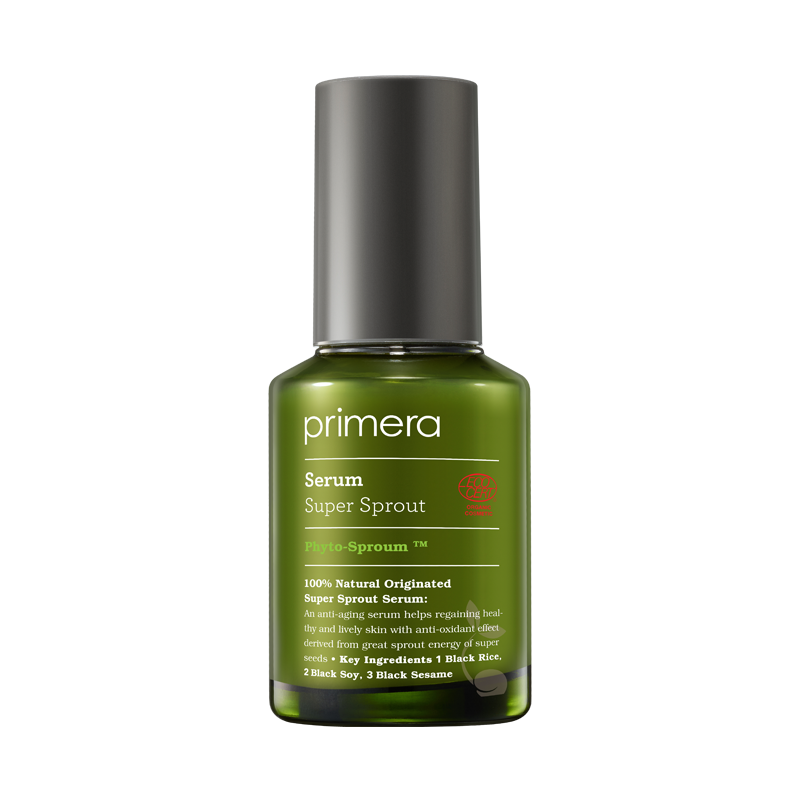 primera
Serum
Super Sprout
Phyto-Sproum ™
100% Natural Originated
Super Sprout Serum:
An anti-aging serum helps regaining heal-
thy and lively skin with anti-oxidant effect
derived from great sprout energy of super
seeds • Key Ingredients 1 Black Rice,
2 Black Soy, 3 Black Sesame